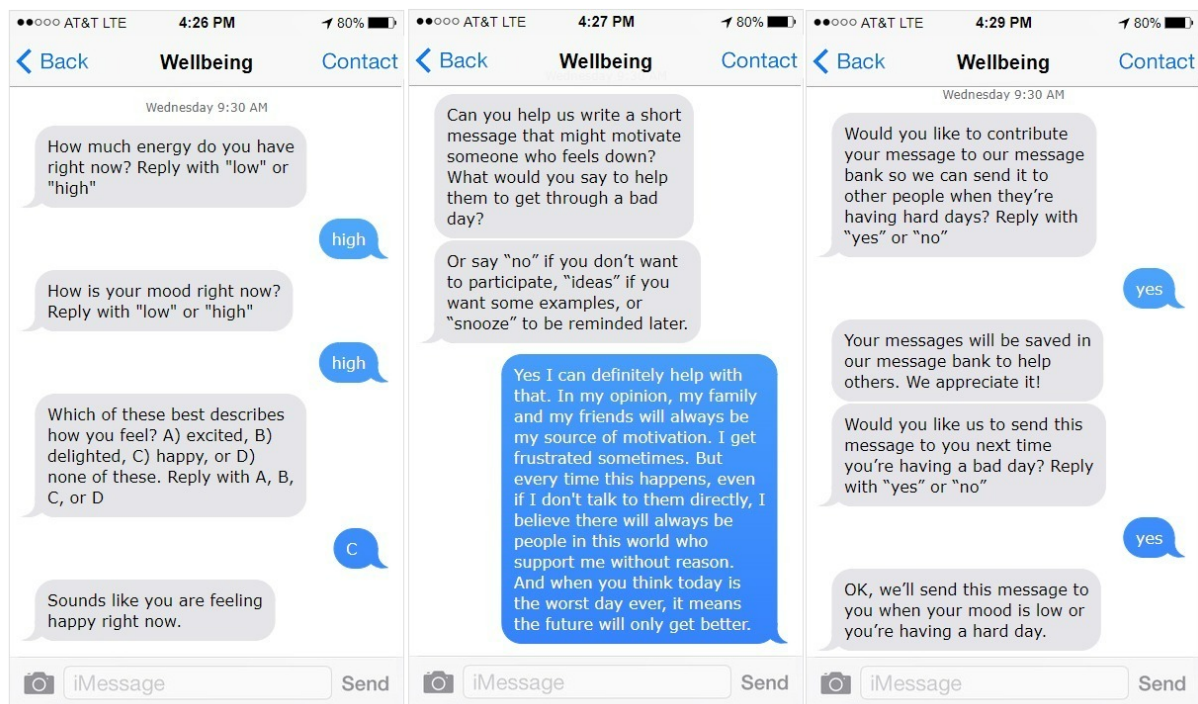 AT&T LTE 4:26 PM 80%
Back Wellbeing Contact
Wednesday 9:30 AM
How much energy do you have
right now? Reply with "low" or
"high"
high
How is your mood right now?
Reply with "low" or "high"
high
Which of these best describes
how you feel? A) excited, B)
delighted, C) happy, or D)
none of these. Reply with A, B,
C, or D
C
Sounds like you are feeling
happy right now.
iMessage Send
AT&T LTE 4:27 PM 80%
Back Wellbeing Contact
Wednesday 9:30 AM
Can you help us write a short
message that might motivate
someone who feels down?
What would you say to help
them to get through a bad
day?
Or say “no” if you don’t want
to participate, “ideas” if you
want some examples, or
“snooze” to be reminded later.
Yes I can definitely help with
that. In my opinion, my family
and my friends will always be
my source of motivation. I get
frustrated sometimes. But
every time this happens, even
if I don't talk to them directly, I
believe there will always be
people in this world who
support me without reason.
And when you think today is
the worst day ever, it means
the future will only get better.
iMessage Send
AT&T LTE 4:29 PM 80%
Back Wellbeing Contact
Wednesday 9:30 AM
Would you like to contribute
your message to our message
bank so we can send it to
other people when they’re
having hard days? Reply with
“yes” or “no”
yes
Your messages will be saved in
our message bank to help
others. We appreciate it!
Would you like us to send this
message to you next time
you’re having a bad day? Reply
with “yes” or “no”
yes
OK, we’ll send this message to
you when your mood is low or
you’re having a hard day.
iMessage Send